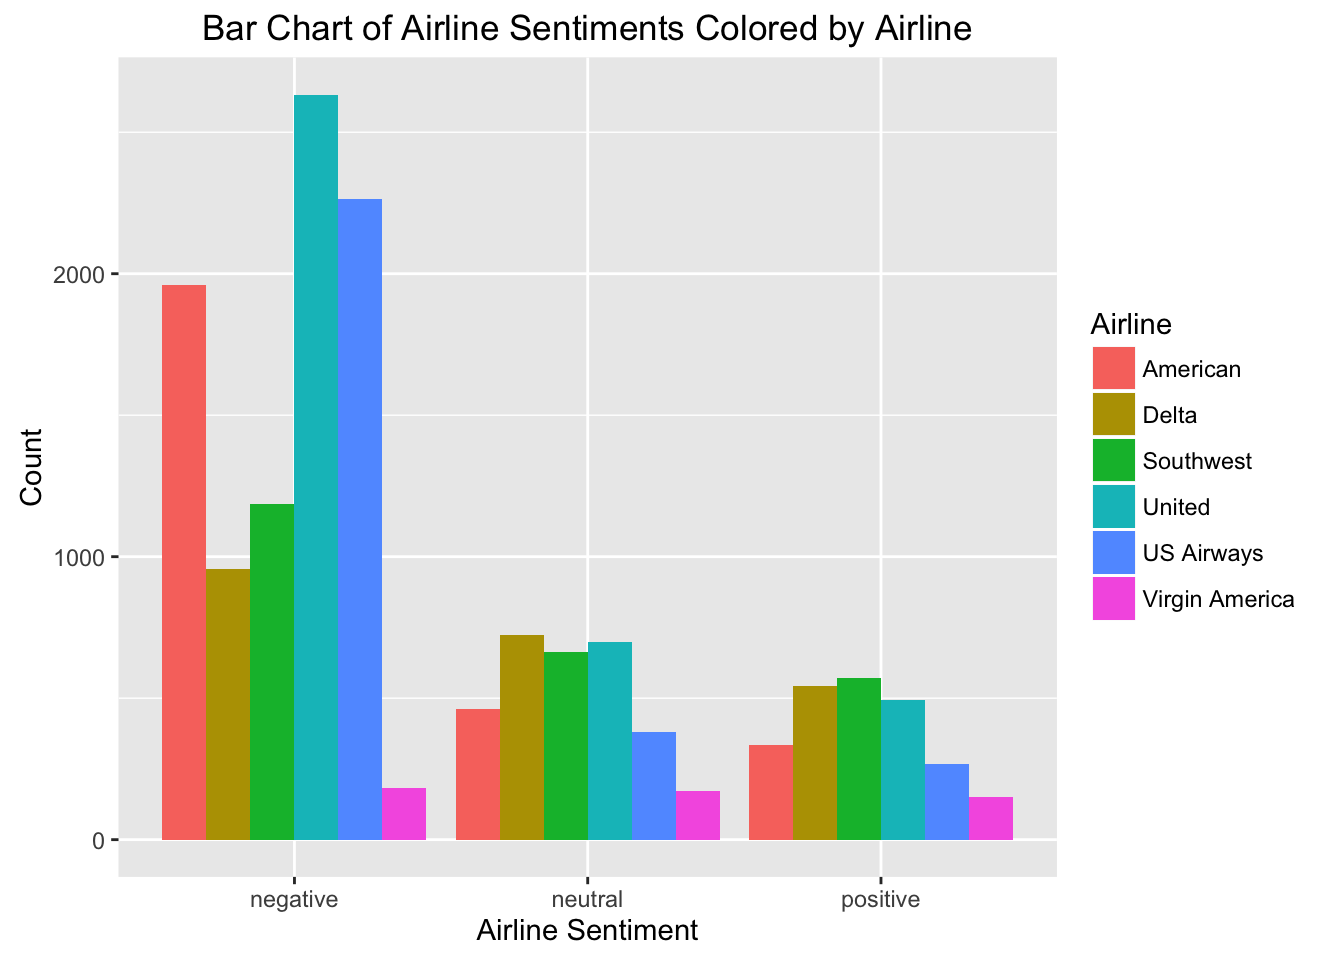 Bar Chart of Airline Sentiments Colored by Airline
Count
2000
1000
0
negative neutral positive
Airline Sentiment
Airline
American
Delta
Southwest
United
US Airways
Virgin America